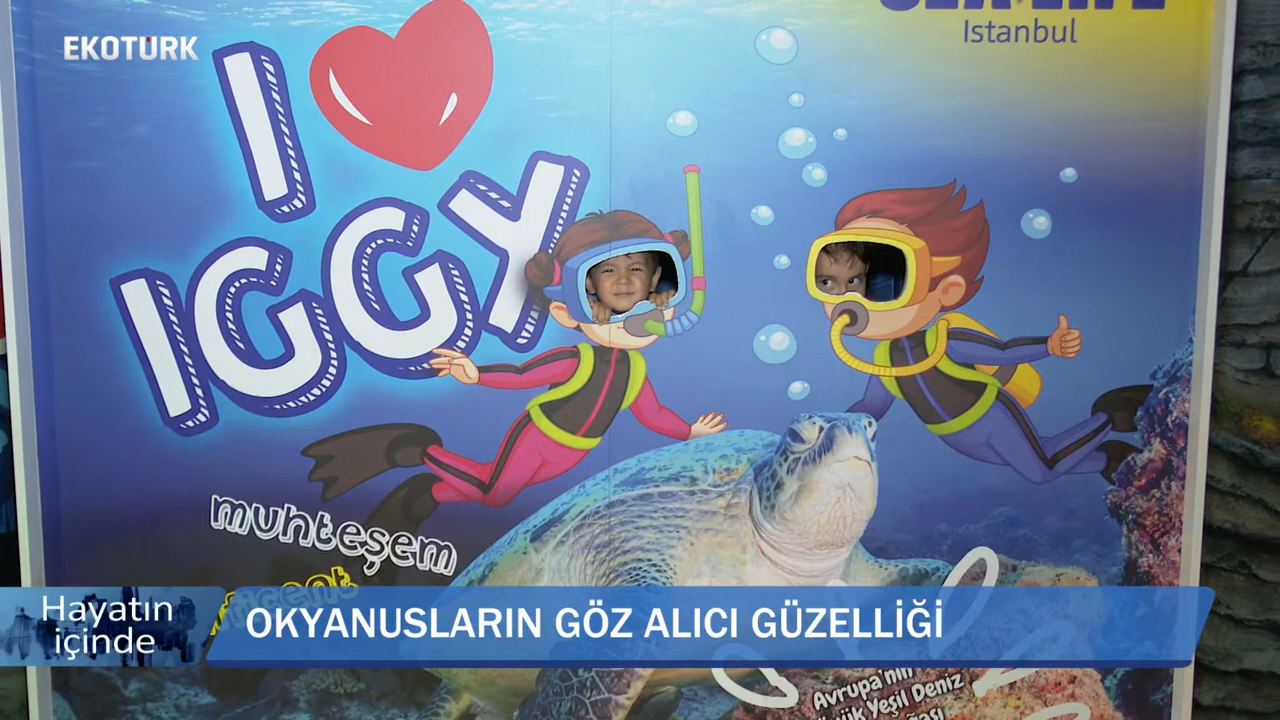 EKOTÜRK
I
IGGY
Istanbul
muhteşem
Hayatın
içinde
OKYANUSLARIN GÖZ ALICI GÜZELLİĞİ
Avrupa'nın
Yeşil Deniz